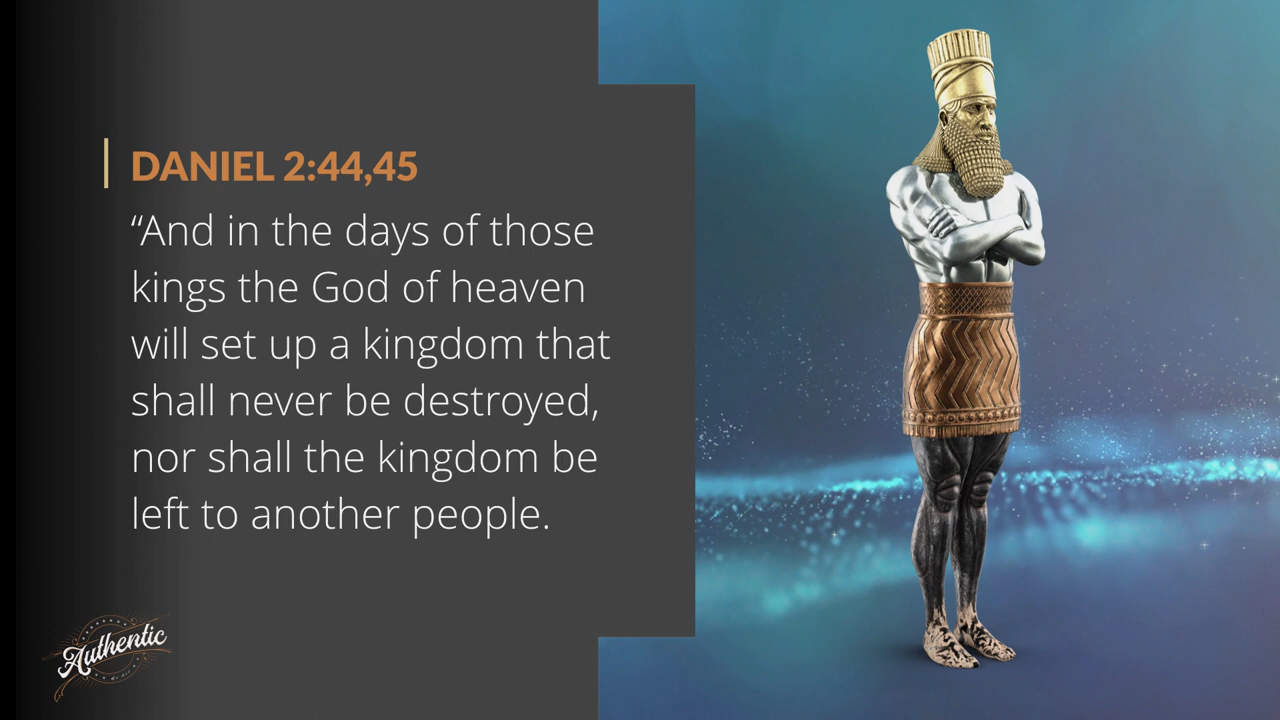 DANIEL 2:44,45
“And in the days of those
kings the God of heaven
will set up a kingdom that
shall never be destroyed,
nor shall the kingdom be
left to another people.
Authentic